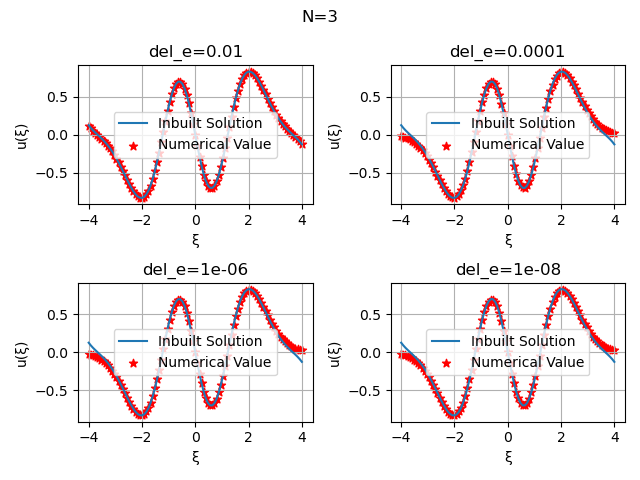 N=3
del_e=0.01
0.5
0.0
−0.5
u(ξ)
Inbuilt Solution
Numerical Value
−4
−2
0
2
4
ξ
del_e=0.0001
0.5
0.0
−0.5
u(ξ)
Inbuilt Solution
Numerical Value
−4
−2
0
2
4
ξ
del_e=1e-06
0.5
0.0
−0.5
u(ξ)
Inbuilt Solution
Numerical Value
−4
−2
0
2
4
ξ
del_e=1e-08
0.5
0.0
−0.5
u(ξ)
Inbuilt Solution
Numerical Value
−4
−2
0
2
4
ξ